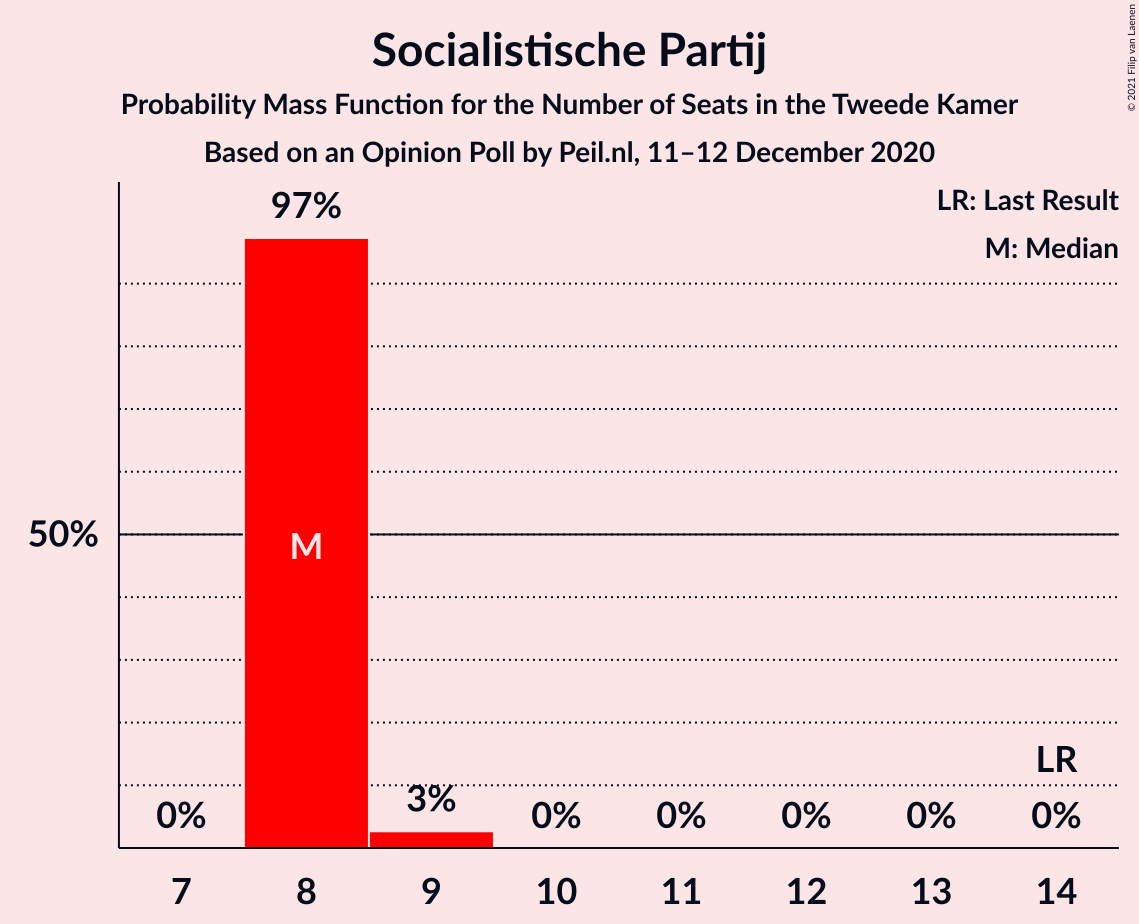 Socialistische Partij
Probability Mass Function for the Number of Seats in the Tweede Kamer
Based on an Opinion Poll by Peil.nl, 11–12 December 2020
© 2021 Filip van Laenen
LR: Last Result
M: Median
97%
50%
M
LR
0%
3%
0%
0%
0%
0%
0%
7 8 9 10 11 12 13 14